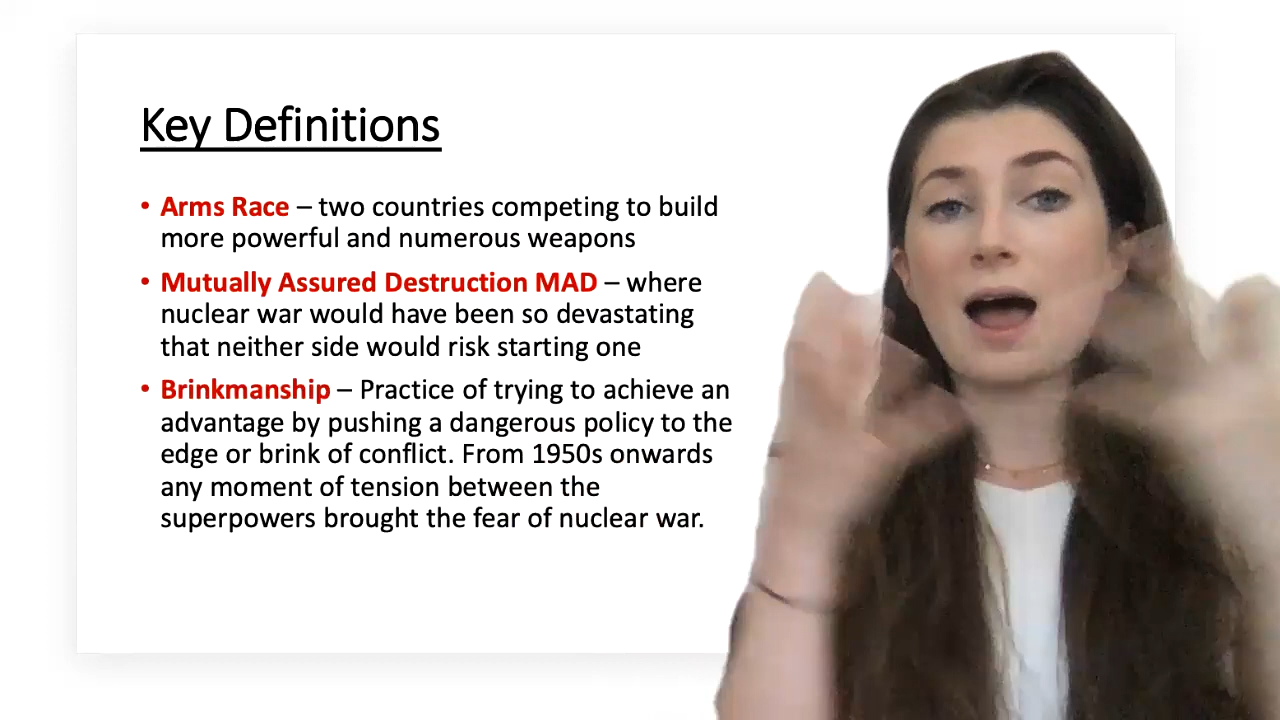 Key Definitions
• Arms Race – two countries competing to build
more powerful and numerous weapons
• Mutually Assured Destruction MAD – where
nuclear war would have been so devastating
that neither side would risk starting one
• Brinkmanship – Practice of trying to achieve an
advantage by pushing a dangerous policy to the
edge or brink of conflict. From 1950s onwards
any moment of tension between the
superpowers brought the fear of nuclear war.